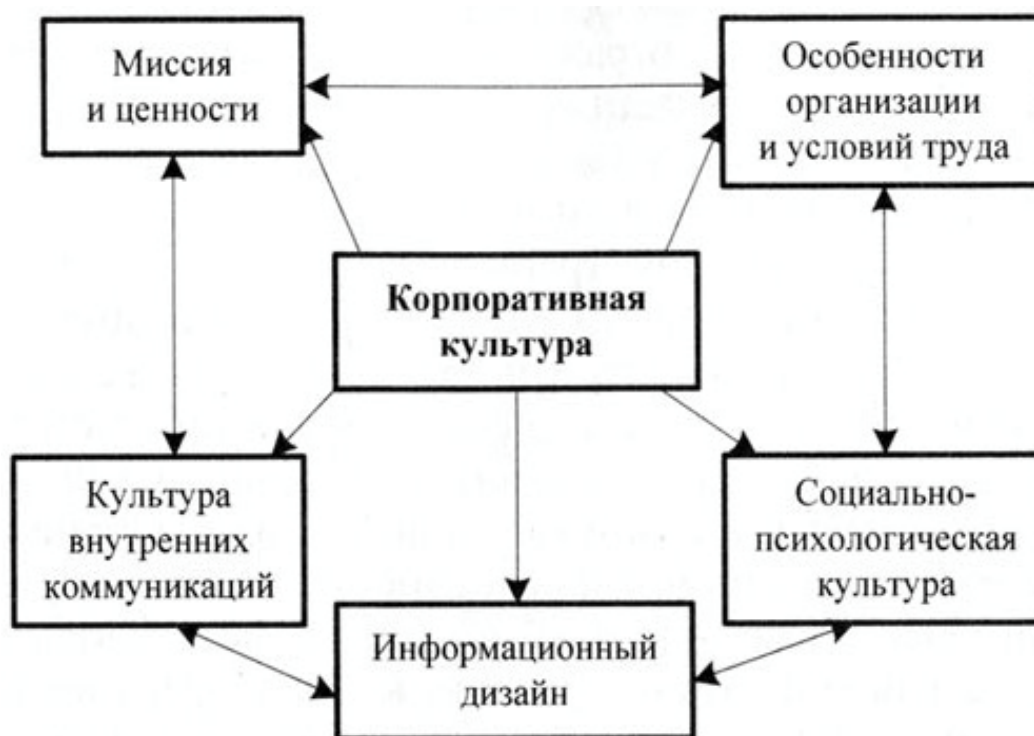 Миссия
и ценности
Особенности
организации
и условий труда
Корпоративная
культура
Культура
внутренних
коммуникаций
Социально-
психологическая
культура
Информационный
дизайн